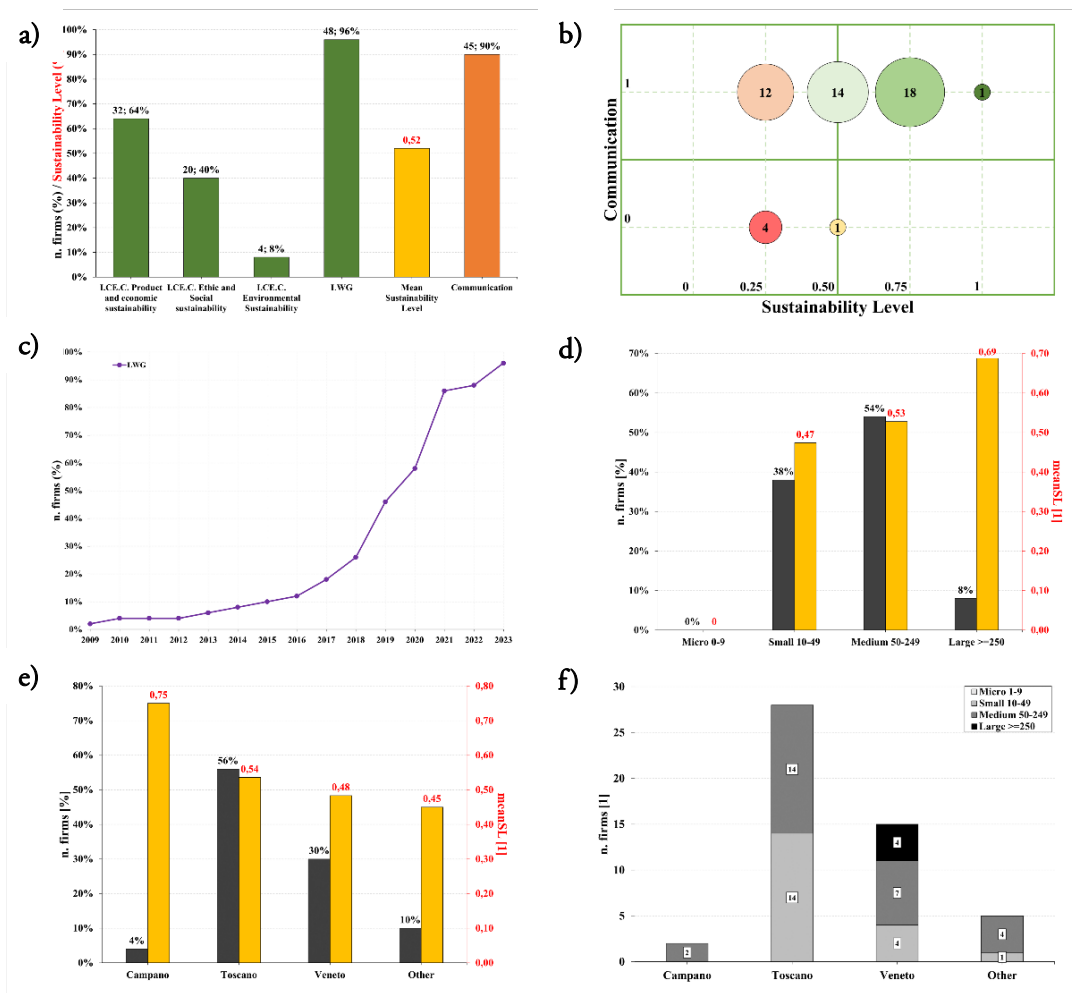 a)
n. firms (%) / Sustainability Level (
100%
90%
80%
70%
60%
50%
40%
30%
20%
10%
0%
32; 64%
20; 40%
4; 8%
48; 96%
0,52
45; 90%
I.CE.C. Product and economic sustainability
I.CE.C. Ethic and Social sustainability
I.CE.C. Environmental Sustainability
LWG
Mean Sustainability Level
Communication
b)
Communication
1
0
12
14
18
1
4
1
0
0.25
0.50
0.75
1
Sustainability Level
c)
n. firms (%)
00%
90%
80%
70%
60%
50%
40%
30%
20%
10%
0%
LWG
2009 2010 2011 2012 2013 2014 2015 2016 2017 2018 2019 2020 2021 2022 2023
d)
n. firms [%]
70%
60%
50%
40%
30%
20%
10%
0%
0%
0
38%
0,47
54%
0,53
8%
0,69
Micro 0-9
Small 10-49
Medium 50-249
Large >=250
0,70
0,60
0,50
0,40
0,30
0,20
0,10
0,00
meanSL [1]
e)
n. firms [%]
80%
70%
60%
50%
40%
30%
20%
10%
0%
4%
0,75
56%
0,54
30%
0,48
10%
0,45
Campano
Toscano
Veneto
Other
0,80
0,70
0,60
0,50
0,40
0,30
0,20
0,10
0,00
meanSL [1]
f)
n. firms [1]
30
25
20
15
10
5
0
Micro 1-9
Small 10-49
Medium 50-249
Large >=250
2
14
14
4
7
4
4
1
Campano
Toscano
Veneto
Other